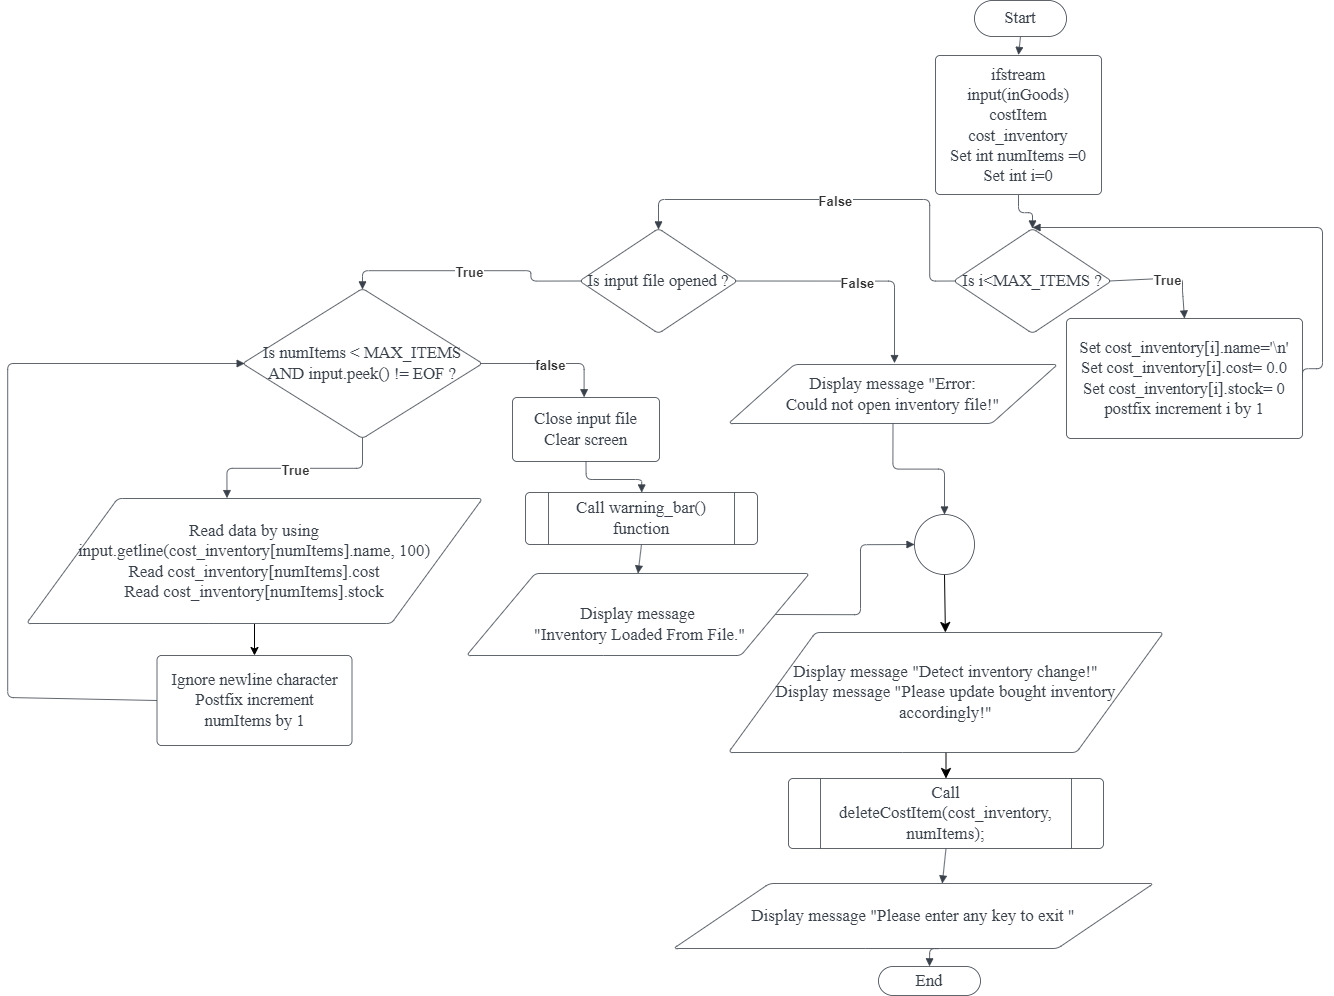 Start
ifstream
input(inGoods)
costItem
cost_inventory
Set int numItems =0
Set int i=0
False
Is i<MAX_ITEMS ?
True
Set cost_inventory[i].name='\n'
Set cost_inventory[i].cost= 0.0
Set cost_inventory[i].stock= 0
postfix increment i by 1
Is input file opened ?
True
False
Display message "Error:
Could not open inventory file!"
Is numItems < MAX_ITEMS
AND input.peek() != EOF ?
false
Close input file
Clear screen
True
Call warning_bar()
function
Read data by using
input.getline(cost_inventory[numItems].name, 100)
Read cost_inventory[numItems].cost
Read cost_inventory[numItems].stock
Display message
"Inventory Loaded From File."
Ignore newline character
Postfix increment
numItems by 1
Display message "Detect inventory change!"
Display message "Please update bought inventory
accordingly!"
Call
deleteCostItem(cost_inventory,
numItems);
Display message "Please enter any key to exit "
End